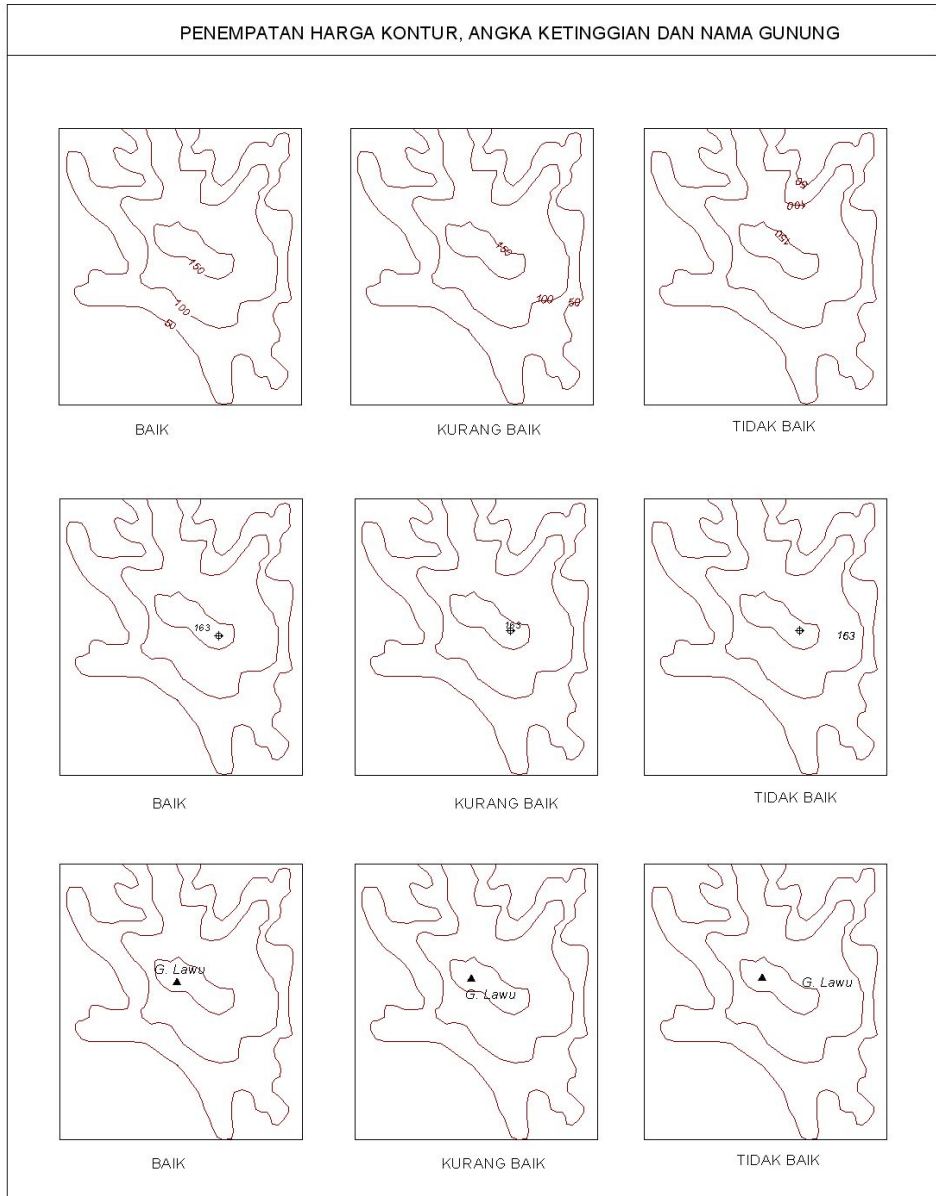 PENEMPATAN HARGA KONTUR, ANGKA KETINGGIAN DAN NAMA GUNUNG
150
100
50
150
100 50
50
100
150
BAIK KURANG BAIK TIDAK BAIK
163 163 163
BAIK KURANG BAIK TIDAK BAIK
G. Lawu G. Lawu G. Lawu
BAIK KURANG BAIK TIDAK BAIK